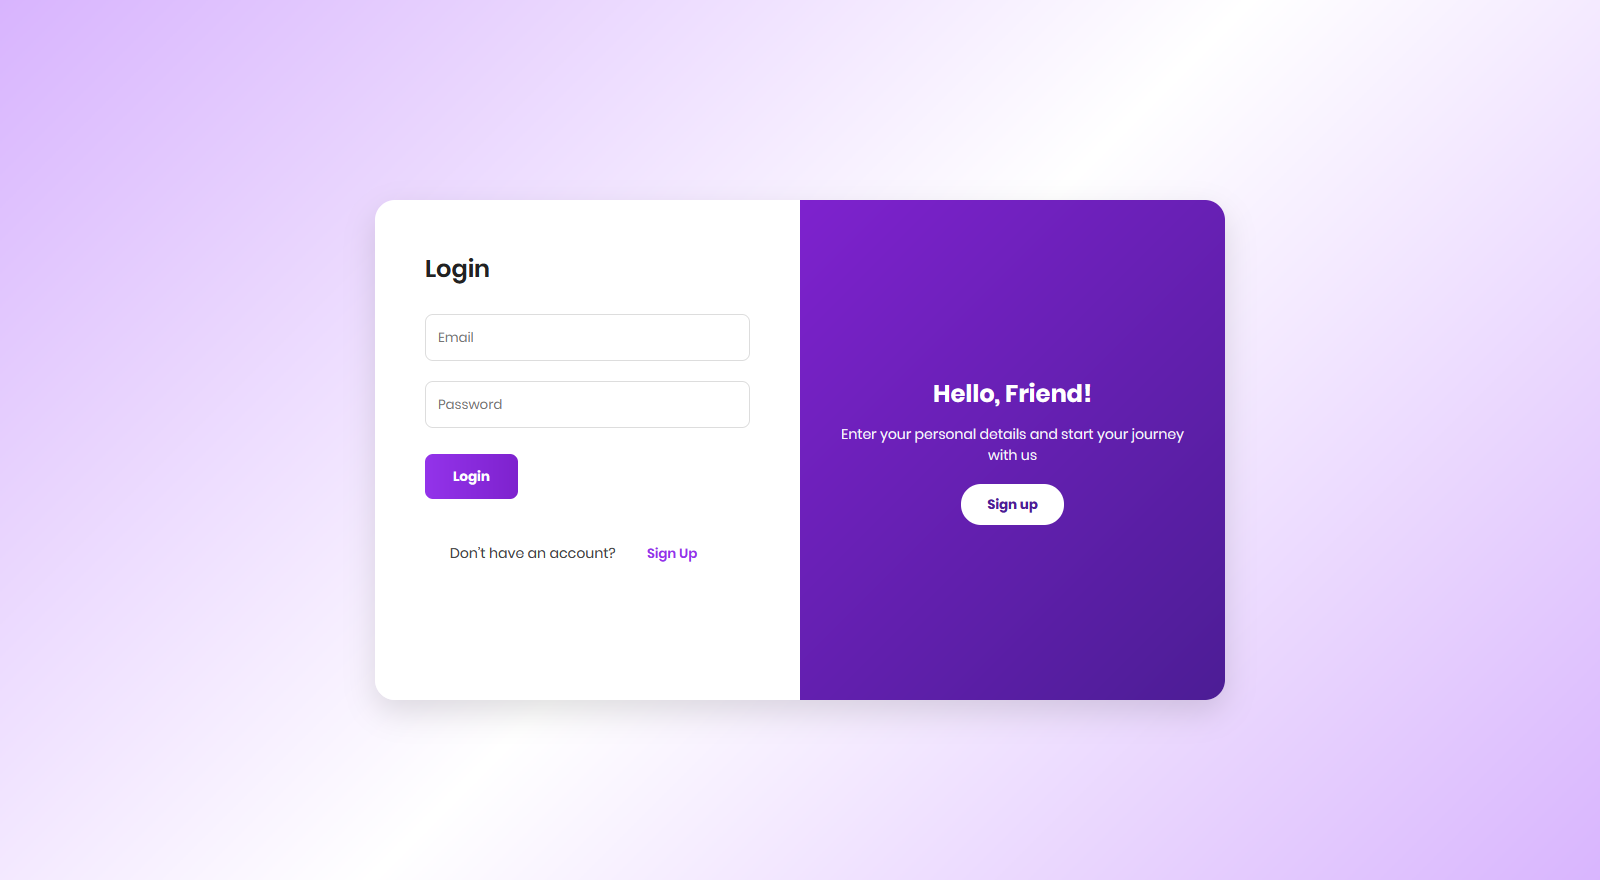 Login
Email
Password
Login
Don't have an account? Sign Up
Hello, Friend!
Enter your personal details and start your journey
with us
Sign up